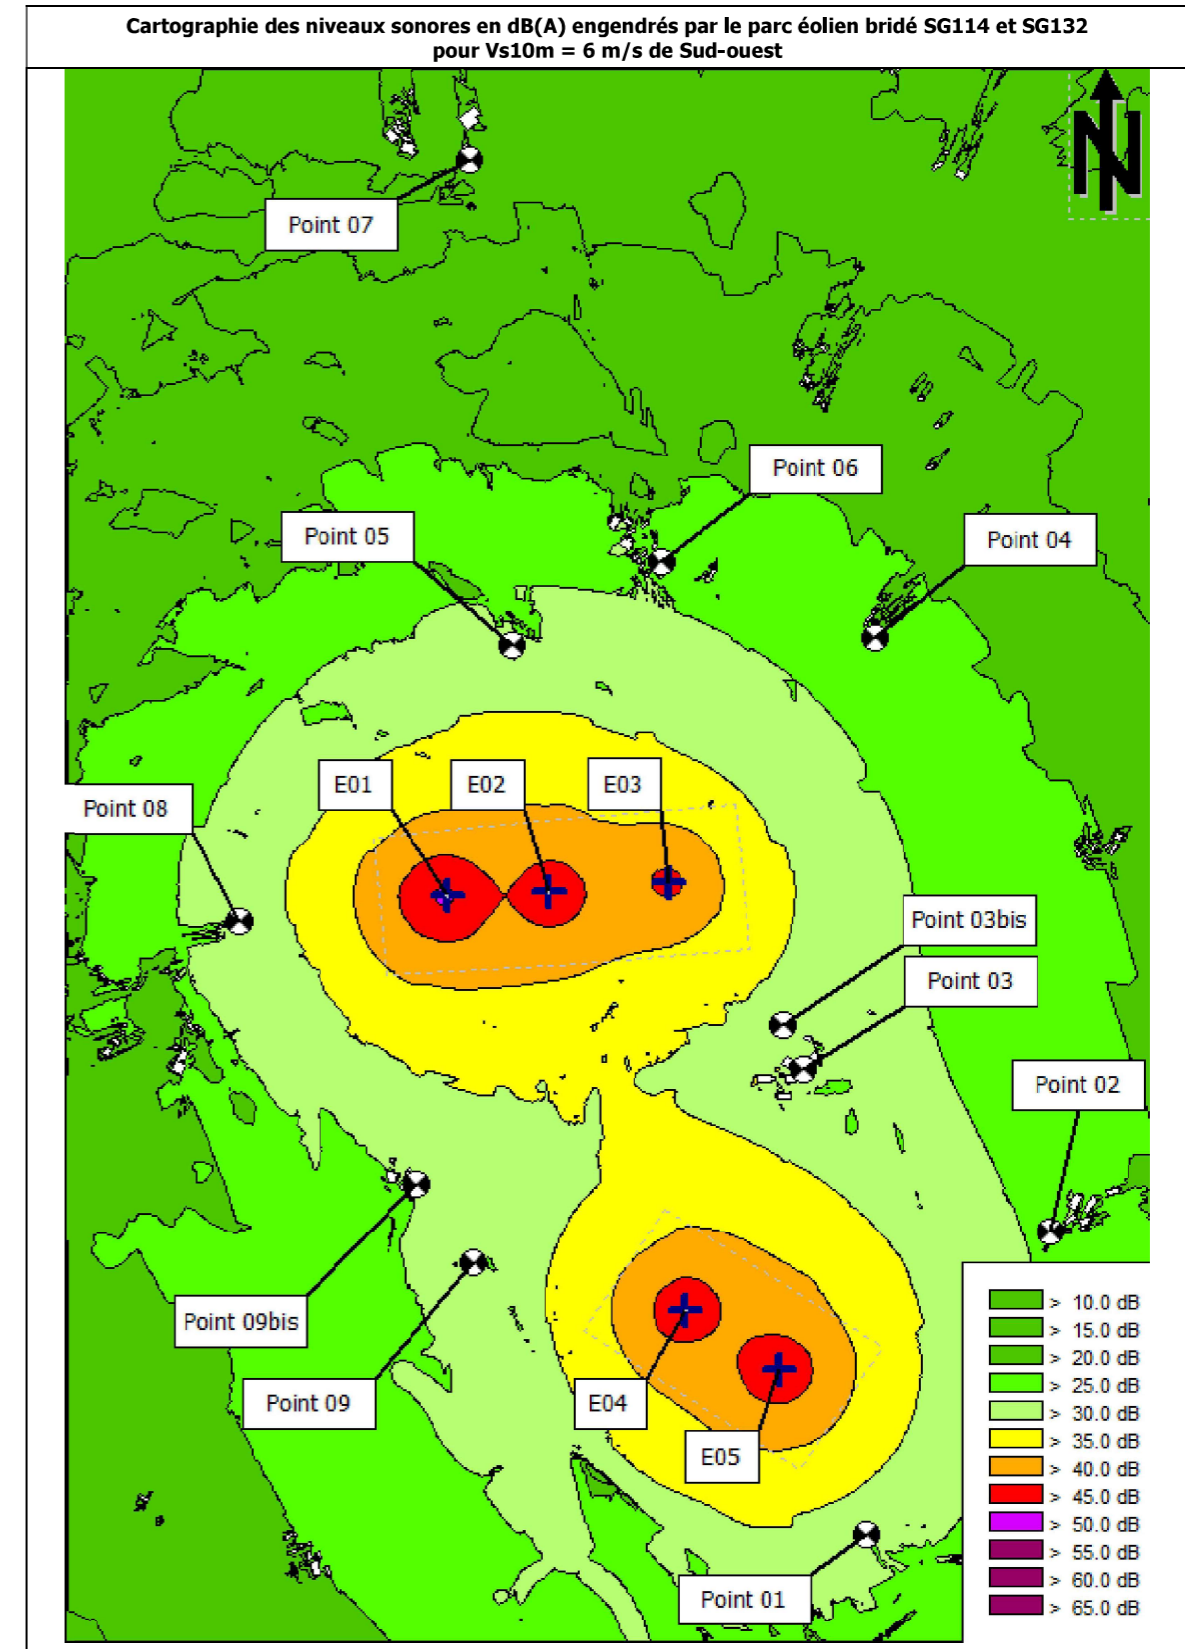 Cartographie des niveaux sonores en dB(A) engendrés par le parc éolien bridé SG114 et SG132
pour Vs10m = 6 m/s de Sud-ouest
N
Point 07
Point 06
Point 05
Point 04
E01
E02
E03
Point 08
Point 03bis
Point 03
Point 02
Point 09bis
Point 09
E04
E05
Point 01
> 10.0 dB
> 15.0 dB
> 20.0 dB
> 25.0 dB
> 30.0 dB
> 35.0 dB
> 40.0 dB
> 45.0 dB
> 50.0 dB
> 55.0 dB
> 60.0 dB
> 65.0 dB